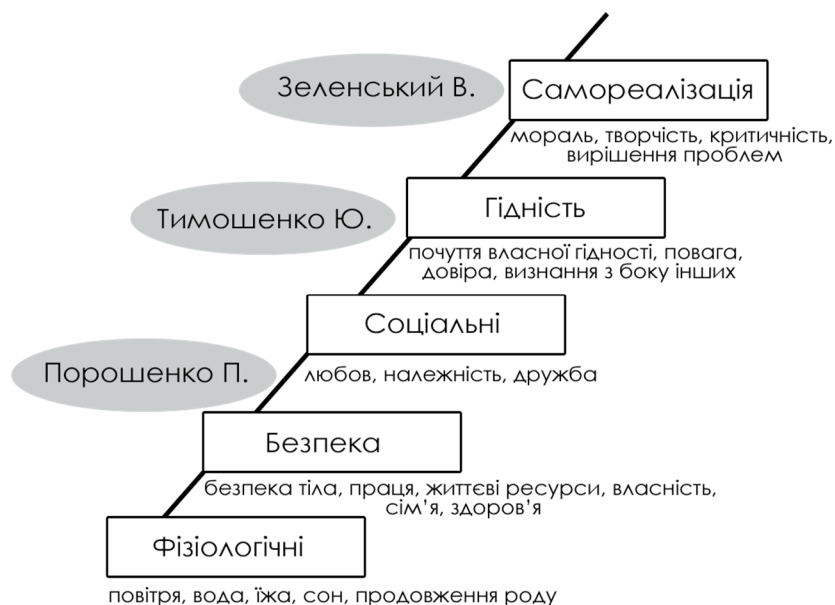 Зеленський В.
Самореалізація
мораль, творчість, критичність,
вирішення проблем
Тимошенко Ю.
Гідність
почуття власної гідності, повага,
довіра, визнання з боку інших
Соціальні
Порошенко П.
любов, належність, дружба
Безпека
безпека тіла, праця, життєві ресурси, власність,
сім'я, здоров'я
Фізіологічні
повітря, вода, їжа, сон, продовження роду